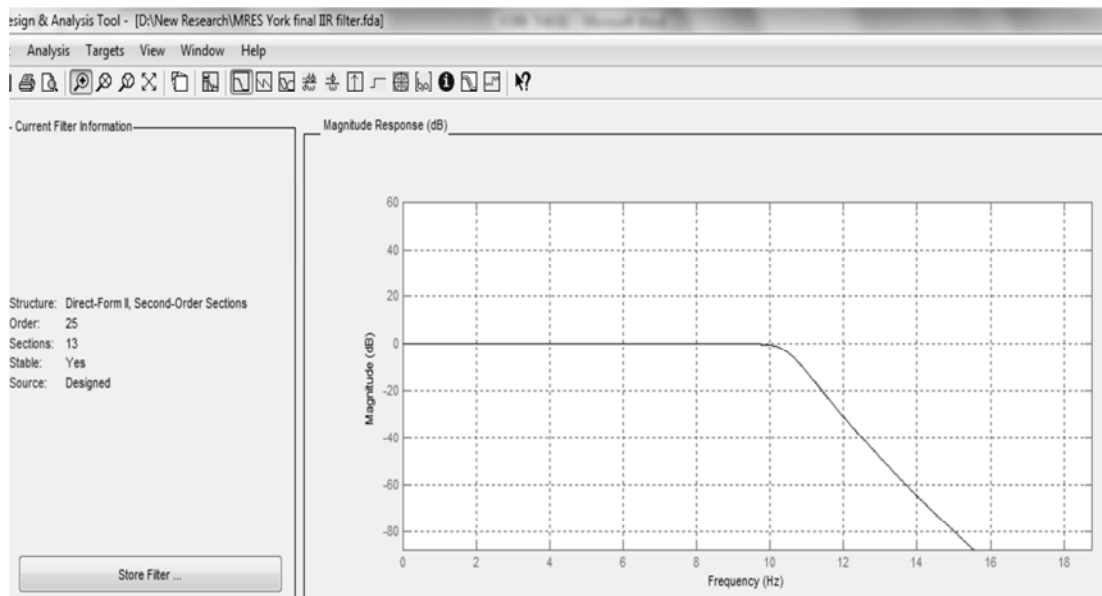 esign & Analysis Tool - [D:\New Research\MRES York final IIR filter.fda]
Analysis Targets View Window Help
Current Filter Information
Structure: Direct-Form II, Second-Order Sections
Order: 25
Sections: 13
Stable: Yes
Source: Designed
Store Filter ...
Magnitude Response (dB)
60
40
20
0
-20
-40
-60
-80
Magnitude (dB)
0 2 4 6 8 10 12 14 16 18
Frequency (Hz)